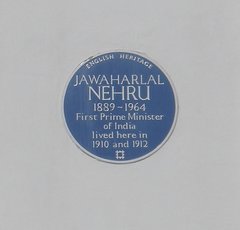 ENGLISH HERITAGE
JAWAHARLAL
NEHRU
1889-1964
First Prime Minister
of India
lived here in
1910 and 1912